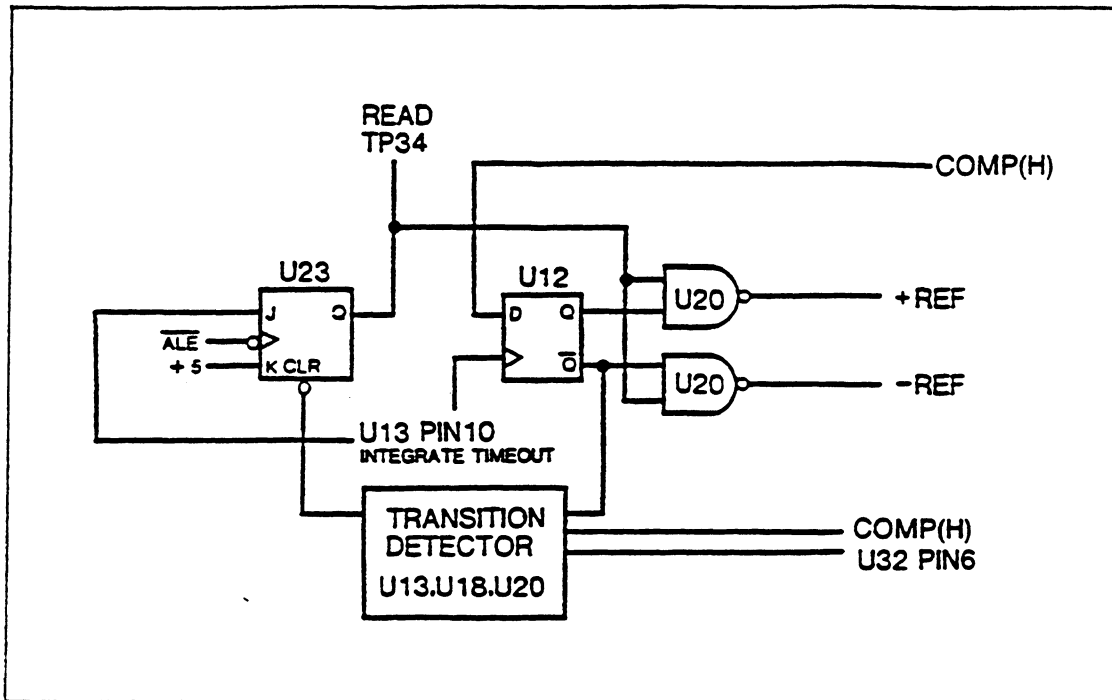 READ
TP34
COMP(H)
U23
U12
J
Q
ALE
+5
K CLR
D
Q
Q
U20
+REF
U20
-REF
U13 PIN10
INTEGRATE TIMEOUT
TRANSITION
DETECTOR
U13.U18.U20
COMP(H)
U32 PIN6